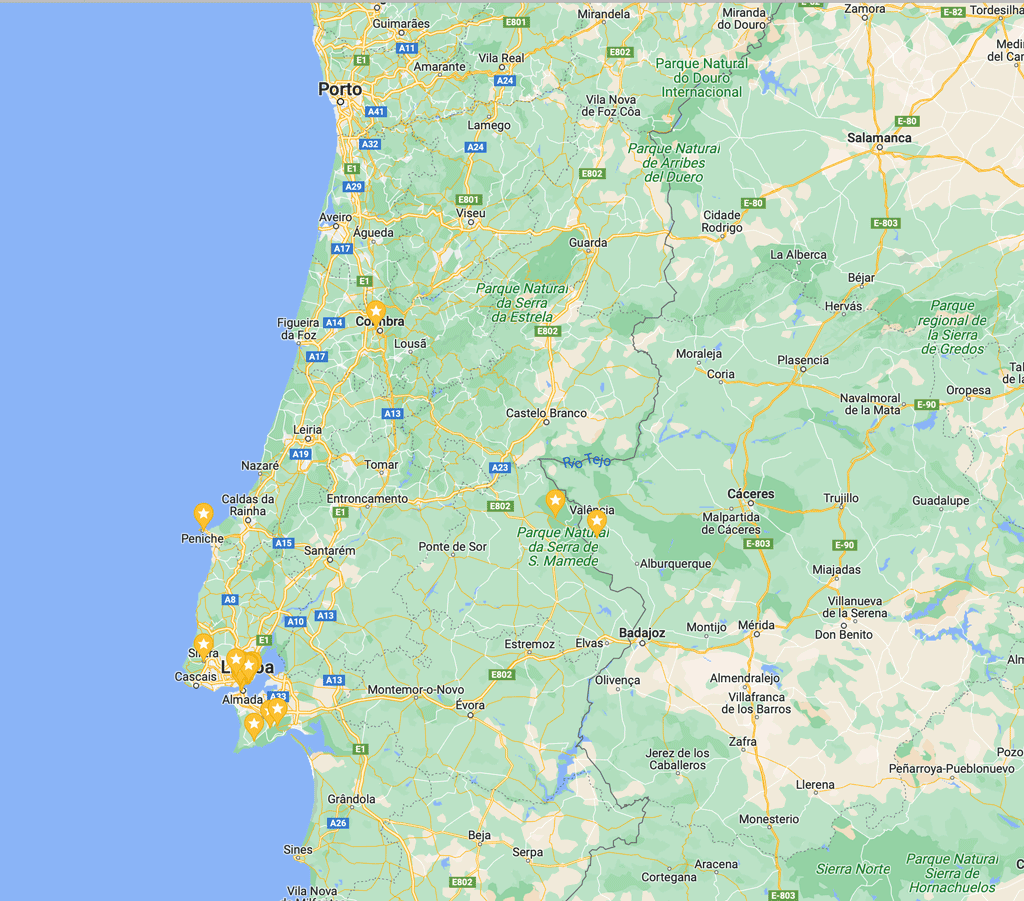 Guimarães
E801
Mirandela
Miranda
do Douro
Zamora
E-82
Tordesilha
A11
E1
Vila Real
E802
Amarante
A24
Parque Natural
do Douro
Internacional
Medi
del Car
Porto
A41
Vila Nova
de Foz Côa
Lamego
E-80
A32
A24
Parque Natural
de Arribes
del Duero
Salamanca
E1
A29
E802
E801
Aveiro
Viseu
Cidade
Rodrigo
E-80
E-803
Águeda
A17
Guarda
La Alberca
E1
Parque Natural
da Serra
da Estrela
Béjar
Hervás
Parque
regional de
la Sierra
de Gredos
Figueira
da Foz
A14
Coimbra
E802
Lousã
A17
Moraleja
Plasencia
Coria
Oropesa
Navalmoral
de la Mata
E-90
A13
Castelo Branco
Leiria
A19
Nazaré
Tomar
A23
Rio Tejo
Caldas da
Rainha
Entroncamento
E1
E802
Valência
Cáceres
Trujillo
Guadalupe
Malpartida
de Cáceres
Peniche
A15
Santarém
Ponte de Sor
Parque Natural
da Serra de
S. Mamede
E-803
E-90
Alburquerque
Miajadas
A8
A10
A13
Villanueva
de la Serena
Don Benito
E1
Estremoz
Elvas
Badajoz
Montijo
Mérida
Cascais
A13
E802
Olivença
Almendralejo
Almada
A33
Montemor-o-Novo
Évora
Villafranca
de los Barros
E1
Jerez de los
Caballeros
Zafra
Pozo
Peñarroya-Pueblonuevo
Llerena
Grândola
A26
Monesterio
Beja
Sines
Serpa
Aracena
Cortegana
Sierra Norte
Parque Natural
Sierra de
Hornachuelos
E802
Vila Nova
E-803